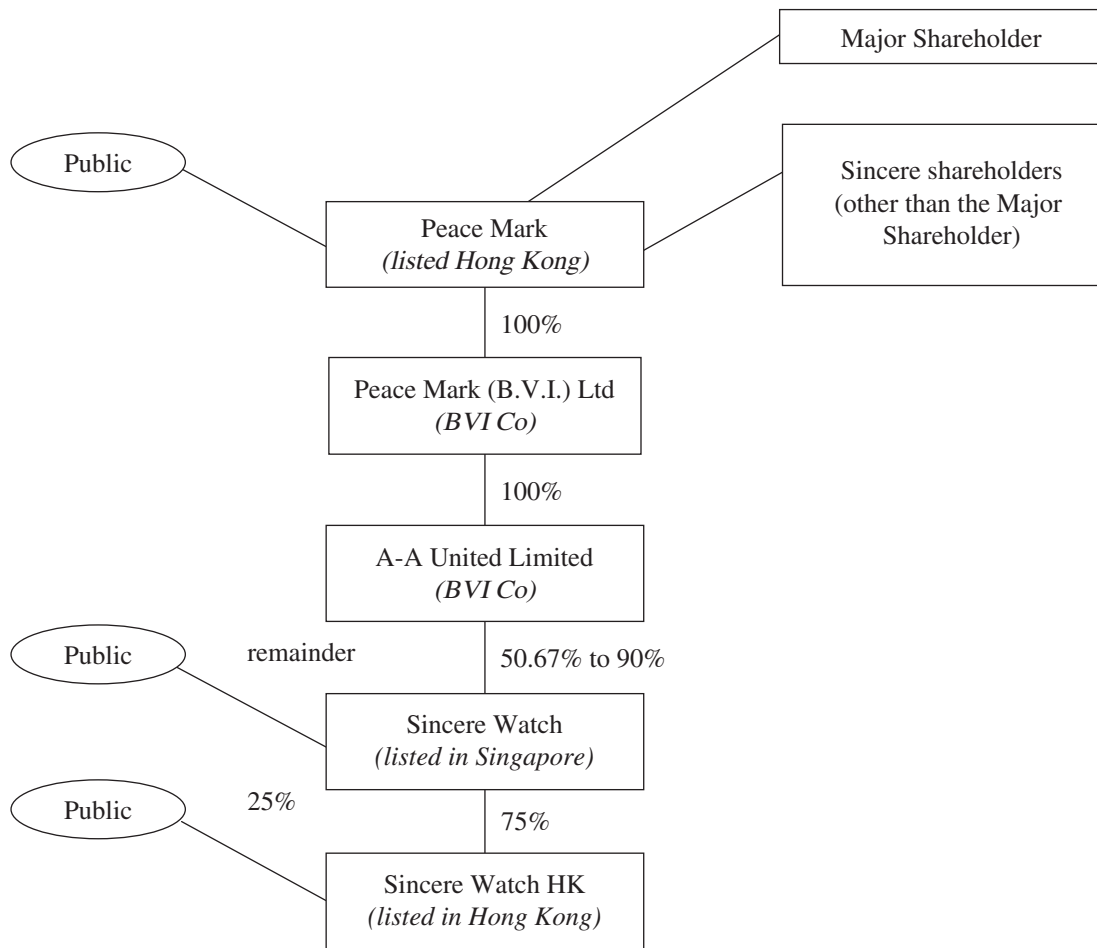 Major Shareholder
Public
Sincere shareholders
(other than the Major
Shareholder)
Peace Mark
(listed Hong Kong)
100%
Peace Mark (B.V.I.) Ltd
(BVI Co)
100%
A-A United Limited
(BVI Co)
Public
remainder
50.67% to 90%
Sincere Watch
(listed in Singapore)
Public
25%
75%
Sincere Watch HK
(listed in Hong Kong)